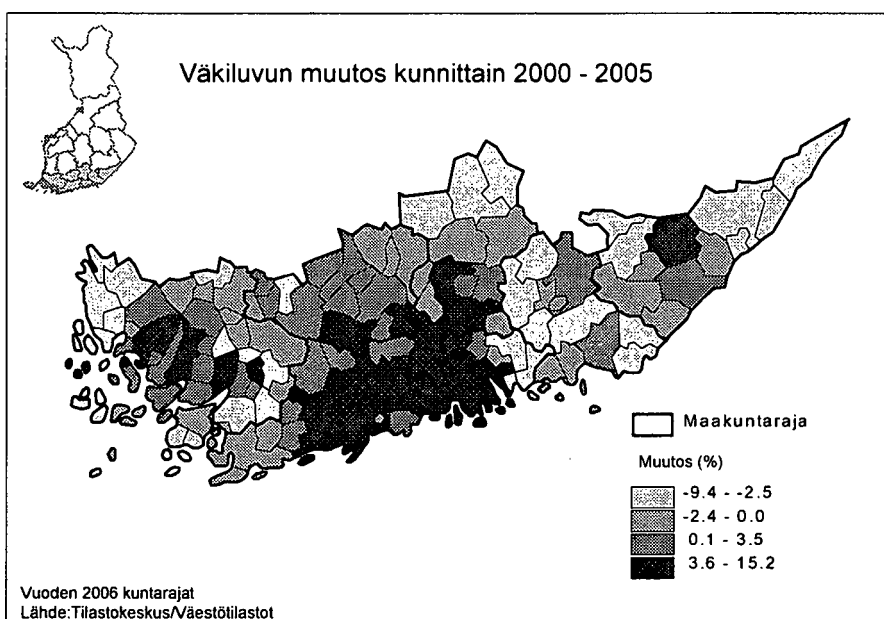 Väkiluvun muutos kunnittain 2000 - 2005
Maakuntaraja
Muutos (%)
-9.4 - -2.5
-2.4 - 0.0
0.1 - 3.5
3.6 - 15.2
Vuoden 2006 kuntarajat
Lähde:Tilastokeskus/Väestötilastot